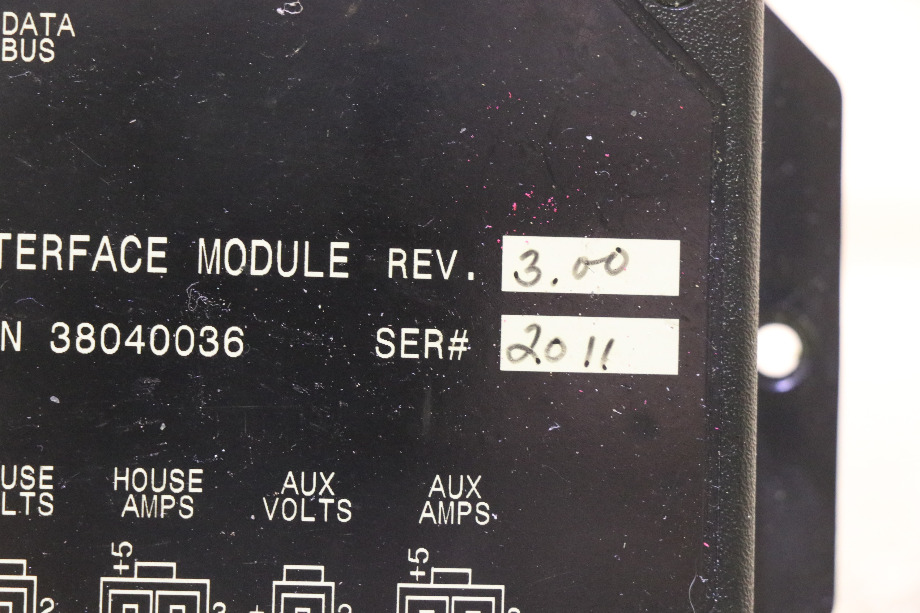 DATA
BUS
TERFACE MODULE REV. 3.00
N 38040036 SER# 2011
USE
LTS
HOUSE
AMPS
AUX
VOLTS
AUX
AMPS
+5
+5
2